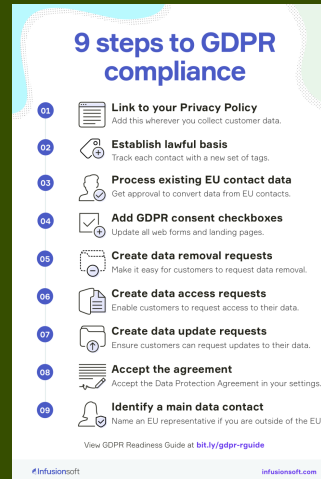 9 steps to GDPR
compliance
01
Link to your Privacy Policy
Add this wherever you collect customer data.
02
Establish lawful basis
Track each contact with a new set of tags.
03
Process existing EU contact data
Get approval to convert data from EU contacts.
04
Add GDPR consent checkboxes
Update all web forms and landing pages.
05
Create data removal requests
Make it easy for customers to request data removal.
06
Create data access requests
Enable customers to request access to their data.
07
Create data update requests
Ensure customers can request updates to their data.
08
Accept the agreement
Accept the Data Protection Agreement in your settings.
09
Identify a main data contact
Name an EU representative if you are outside of the EU
View GDPR Readiness Guide at bit.ly/gdpr-rguide
Infusionsoft
infusionsoft.com